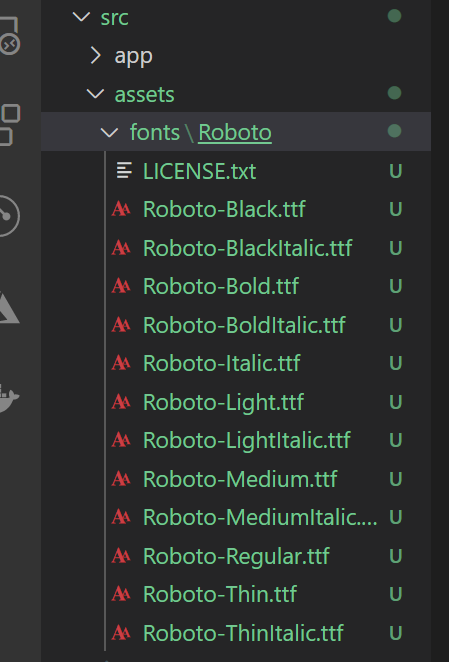 src
app
assets
fonts\Roboto
LICENSE.txt U
Roboto-Black.ttf U
Roboto-BlackItalic.ttf U
Roboto-Bold.ttf U
Roboto-BoldItalic.ttf U
Roboto-Italic.ttf U
Roboto-Light.ttf U
Roboto-LightItalic.ttf U
Roboto-Medium.ttf U
Roboto-MediumItalic.... U
Roboto-Regular.ttf U
Roboto-Thin.ttf U
Roboto-ThinItalic.ttf U